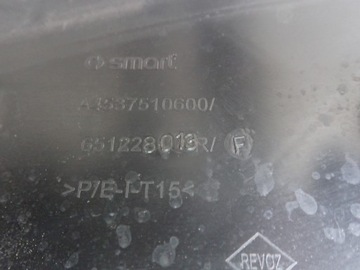 smart
A4537510600/
651228013R/ F
>P/E-I-T15<
REVOZ